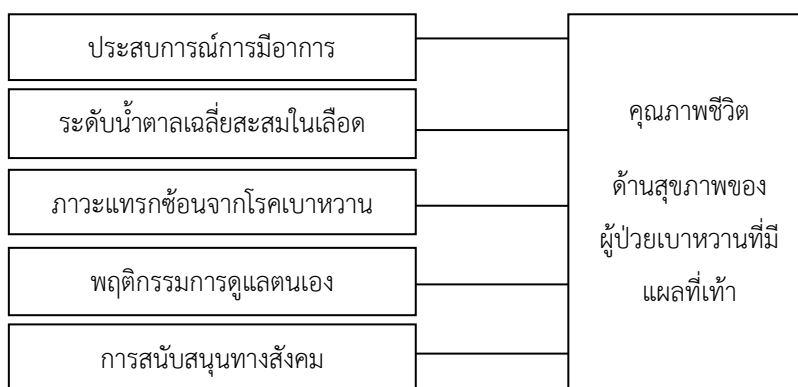 ประสบการณ์การมีอาการ
ระดับน้ำตาลเฉลี่ยสะสมในเลือด
ภาวะแทรกซ้อนจากโรคเบาหวาน
พฤติกรรมการดูแลตนเอง
การสนับสนุนทางสังคม
คุณภาพชีวิต
ด้านสุขภาพของ
ผู้ป่วยเบาหวานที่มี
แผลที่เท้า